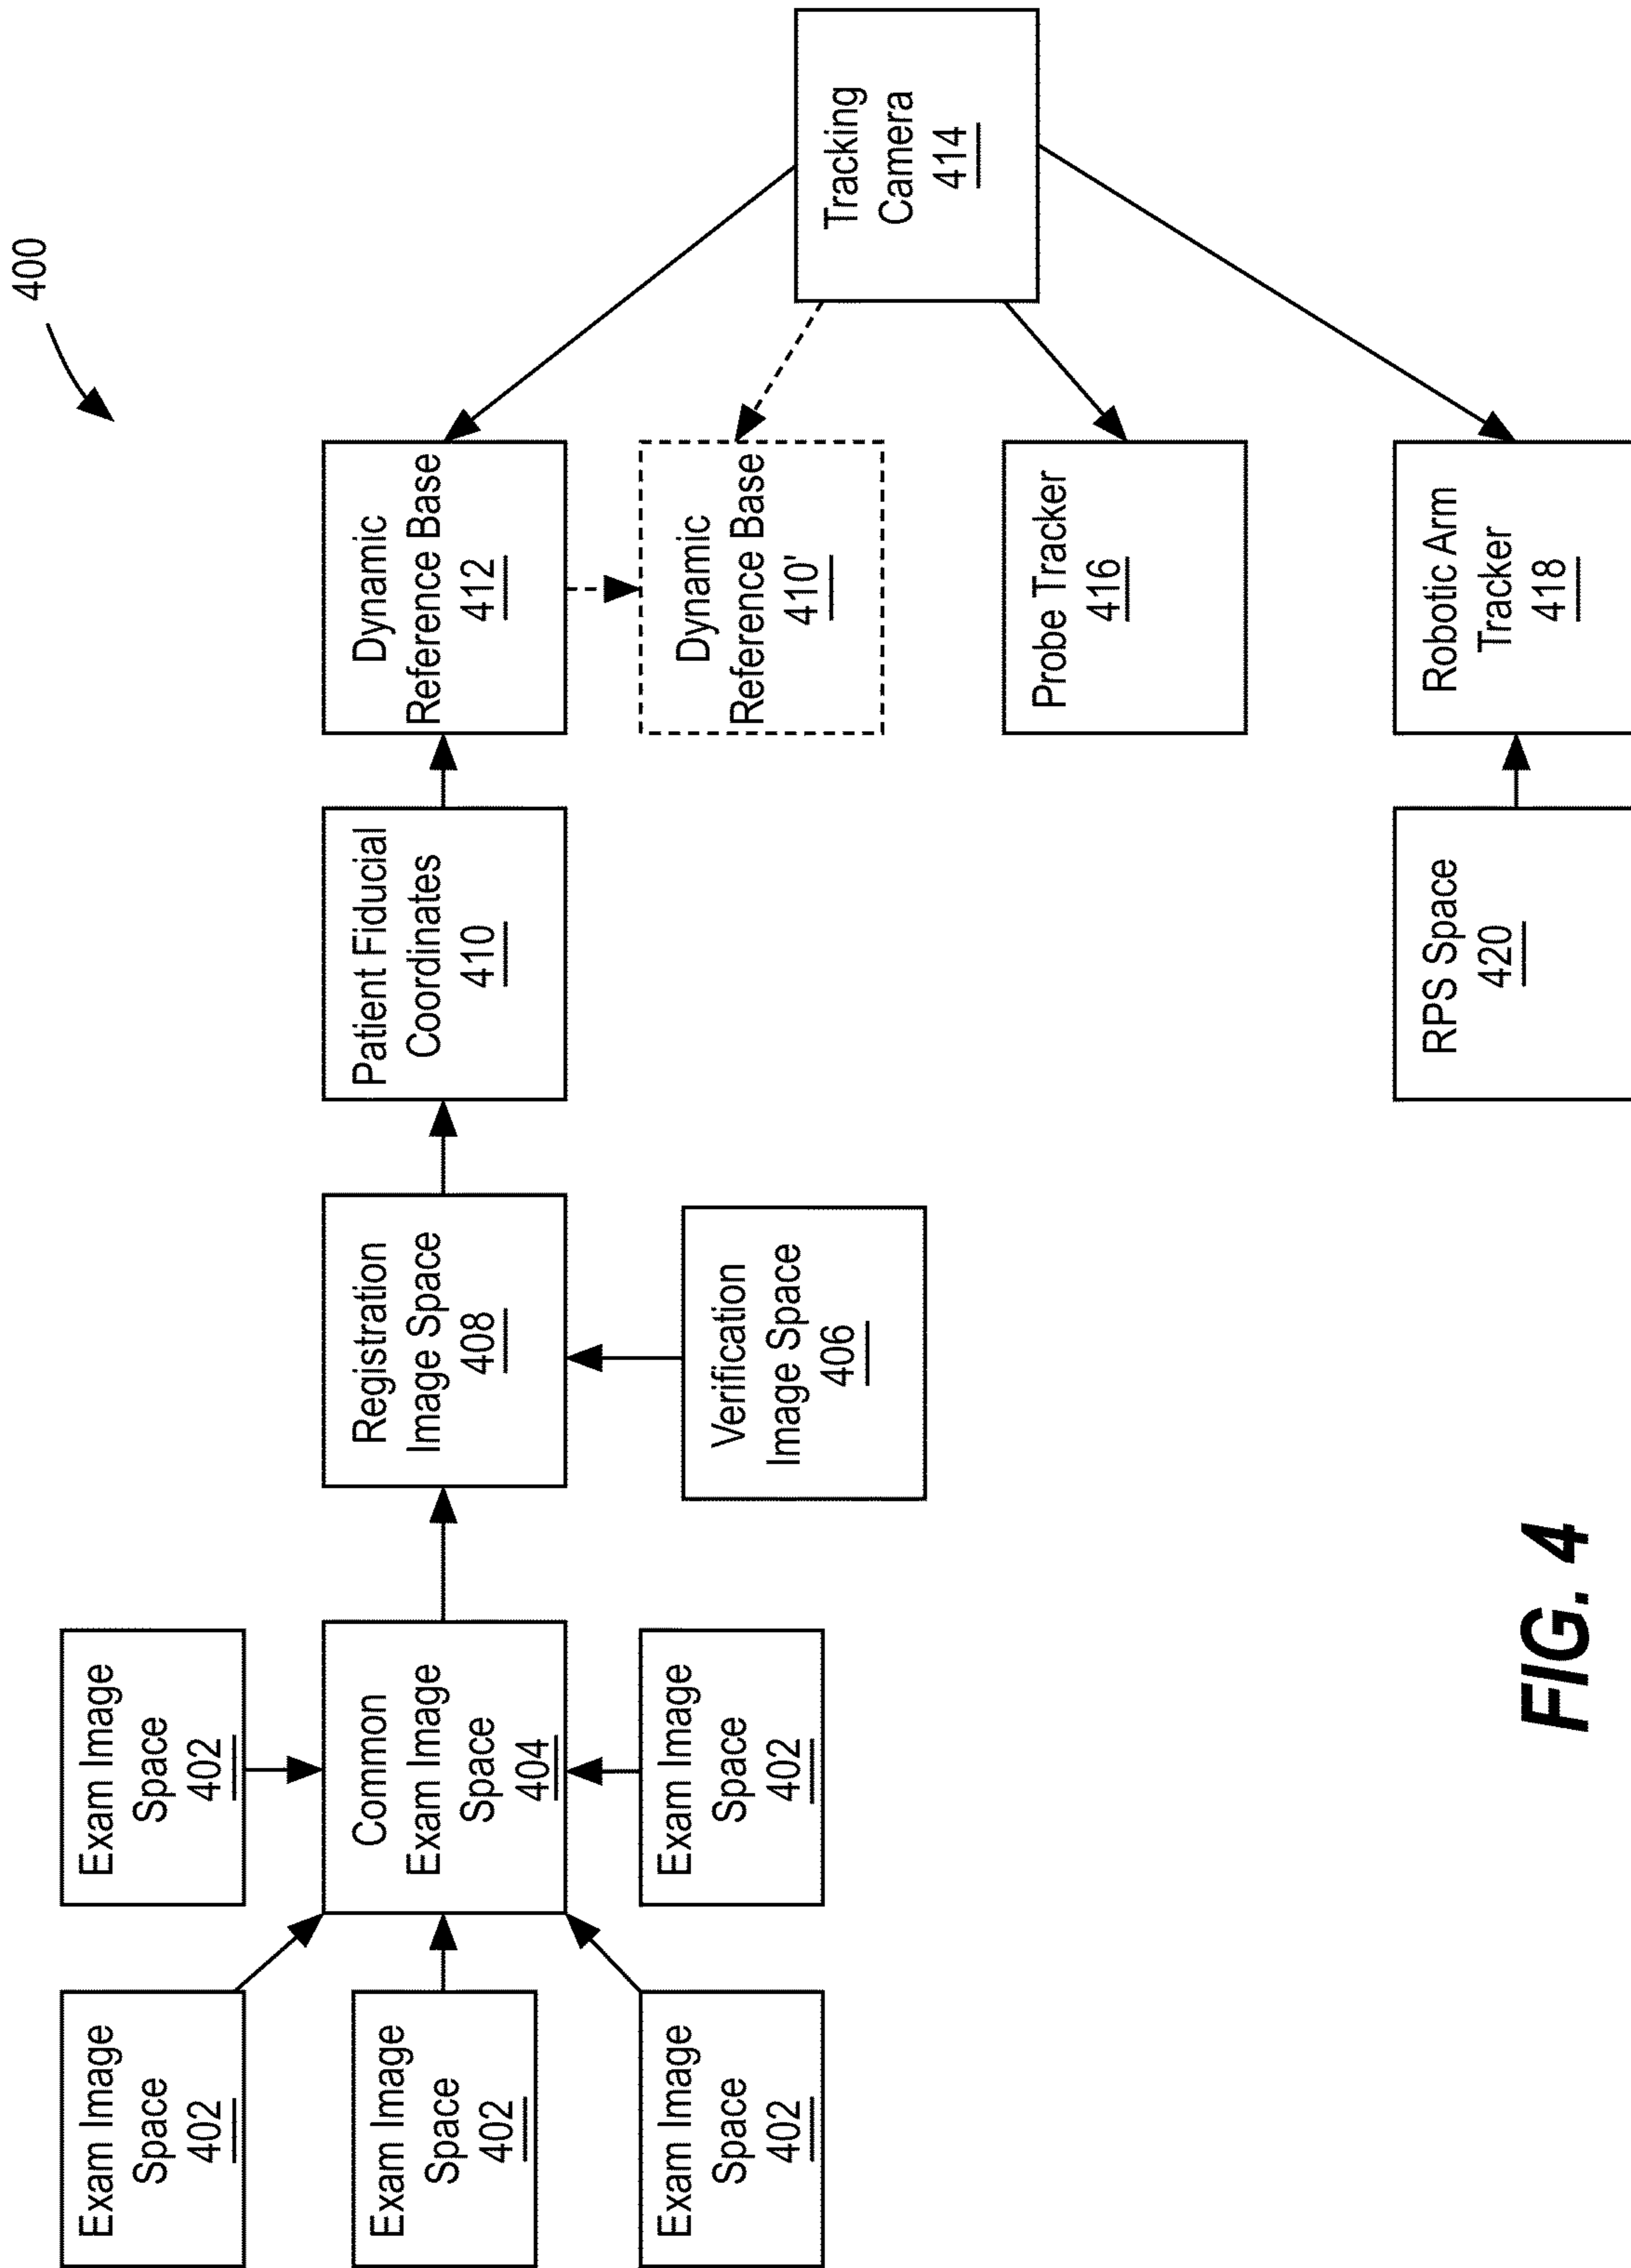 400
Exam Image
Space
402
Exam Image
Space
402
Exam Image
Space
402
Exam Image
Space
402
Common
Exam Image
Space
404
Exam Image
Space
402
Registration
Image Space
408
Verification
Image Space
406
Patient Fiducial
Coordinates
410
Dynamic
Reference Base
412
Dynamic
Reference Base
410'
Tracking
Camera
414
Probe Tracker
416
RPS Space
420
Robotic Arm
Tracker
418
FIG. 4